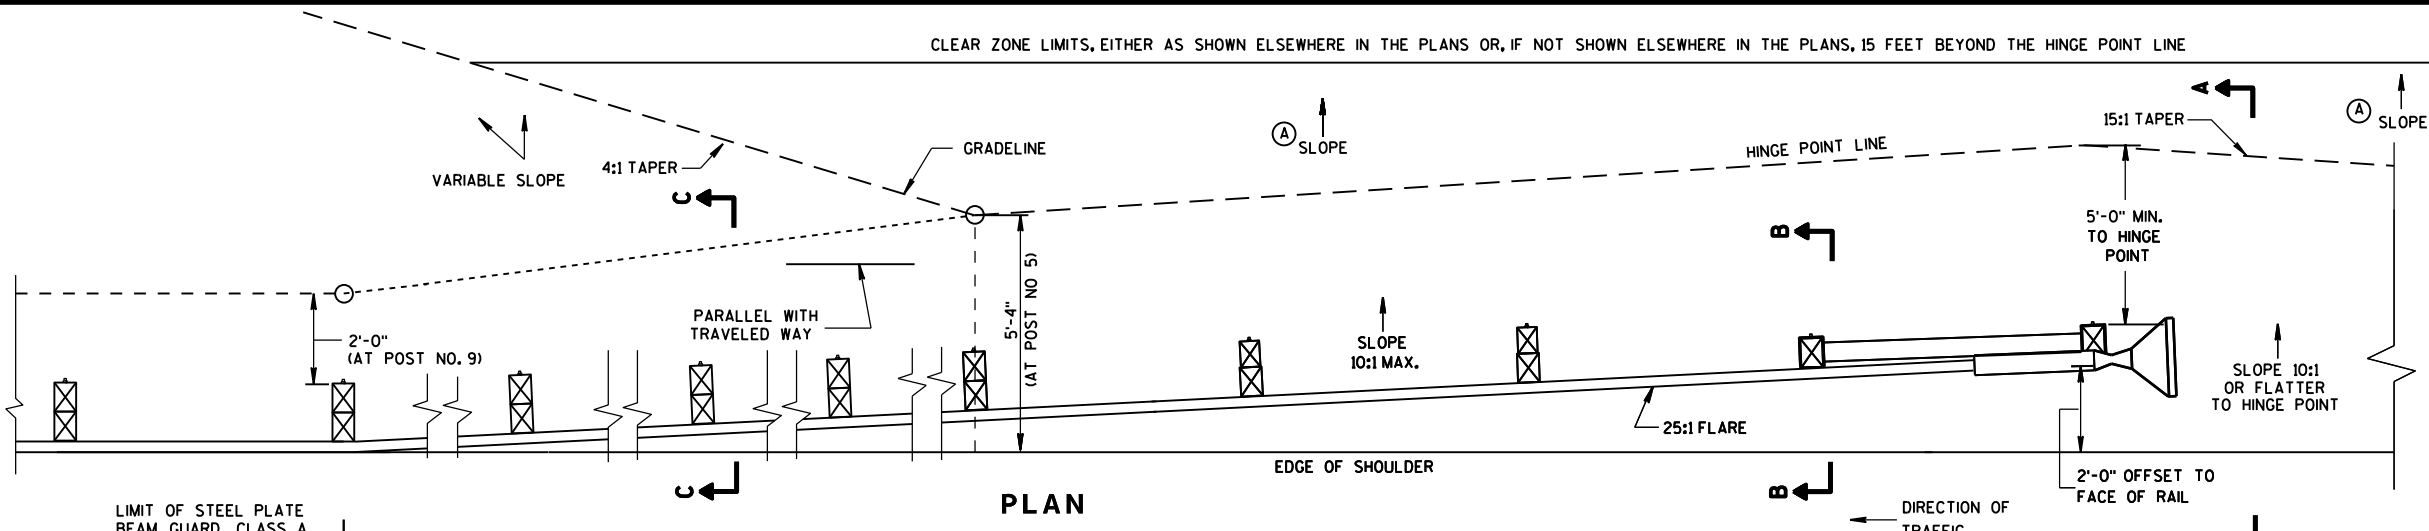 CLEAR ZONE LIMITS, EITHER AS SHOWN ELSEWHERE IN THE PLANS OR, IF NOT SHOWN ELSEWHERE IN THE PLANS, 15 FEET BEYOND THE HINGE POINT LINE
A
15:1 TAPER
A
SLOPE
A
SLOPE
GRADELINE
HINGE POINT LINE
4:1 TAPER
VARIABLE SLOPE
C
B
5'-0" MIN.
TO HINGE
POINT
5'-4"
(AT POST NO 5)
PARALLEL WITH
TRAVELED WAY
2'-0"
(AT POST NO. 9)
SLOPE
10:1 MAX.
SLOPE 10:1
OR FLATTER
TO HINGE POINT
25:1 FLARE
EDGE OF SHOULDER
2'-0" OFFSET TO
FACE OF RAIL
C
B
PLAN
LIMIT OF STEEL PLATE
BEAM GUARD, CLASS A
DIRECTION OF
TRAFFIC